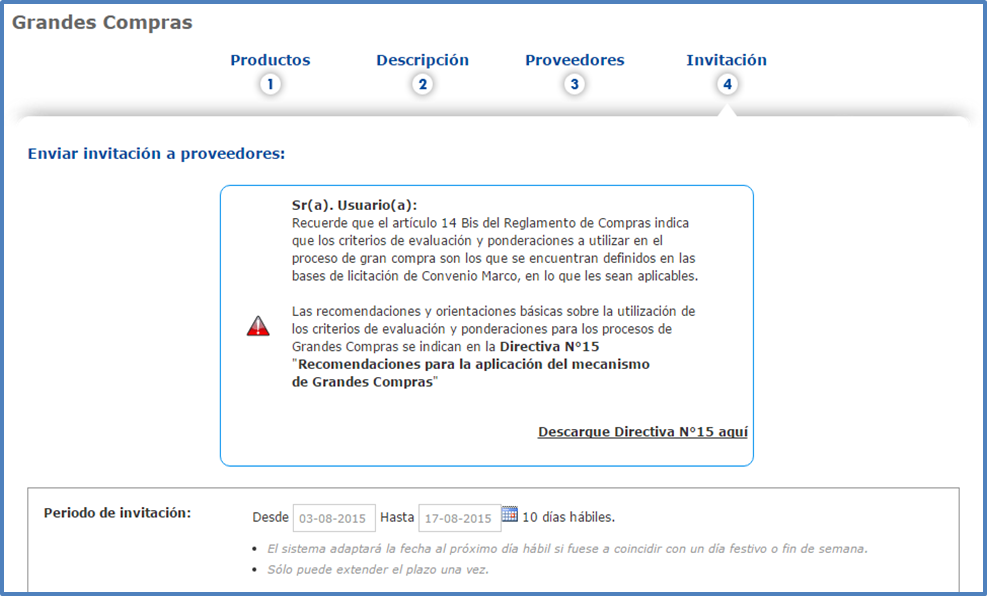 Grandes Compras
Productos Descripción Proveedores Invitación
1 2 3 4
Enviar invitación a proveedores:
Sr(a). Usuario(a):
Recuerde que el artículo 14 Bis del Reglamento de Compras indica
que los criterios de evaluación y ponderaciones a utilizar en el
proceso de gran compra son los que se encuentran definidos en las
bases de licitación de Convenio Marco, en lo que les sean aplicables.
Las recomendaciones y orientaciones básicas sobre la utilización de
los criterios de evaluación y ponderaciones para los procesos de
Grandes Compras se indican en la Directiva N°15
"Recomendaciones para la aplicación del mecanismo
de Grandes Compras"
Descargue Directiva N°15 aquí
Periodo de invitación: Desde 03-08-2015 Hasta 17-08-2015 10 días hábiles.
• El sistema adaptará la fecha al próximo día hábil si fuese a coincidir con un día festivo o fin de semana.
• Sólo puede extender el plazo una vez.